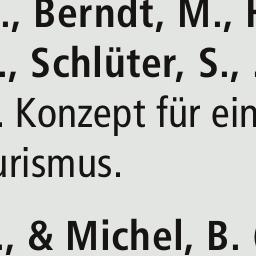 ., Berndt, M.,
., Schlüter, S.,
. Konzept für ein
urismus.
., & Michel, B. (